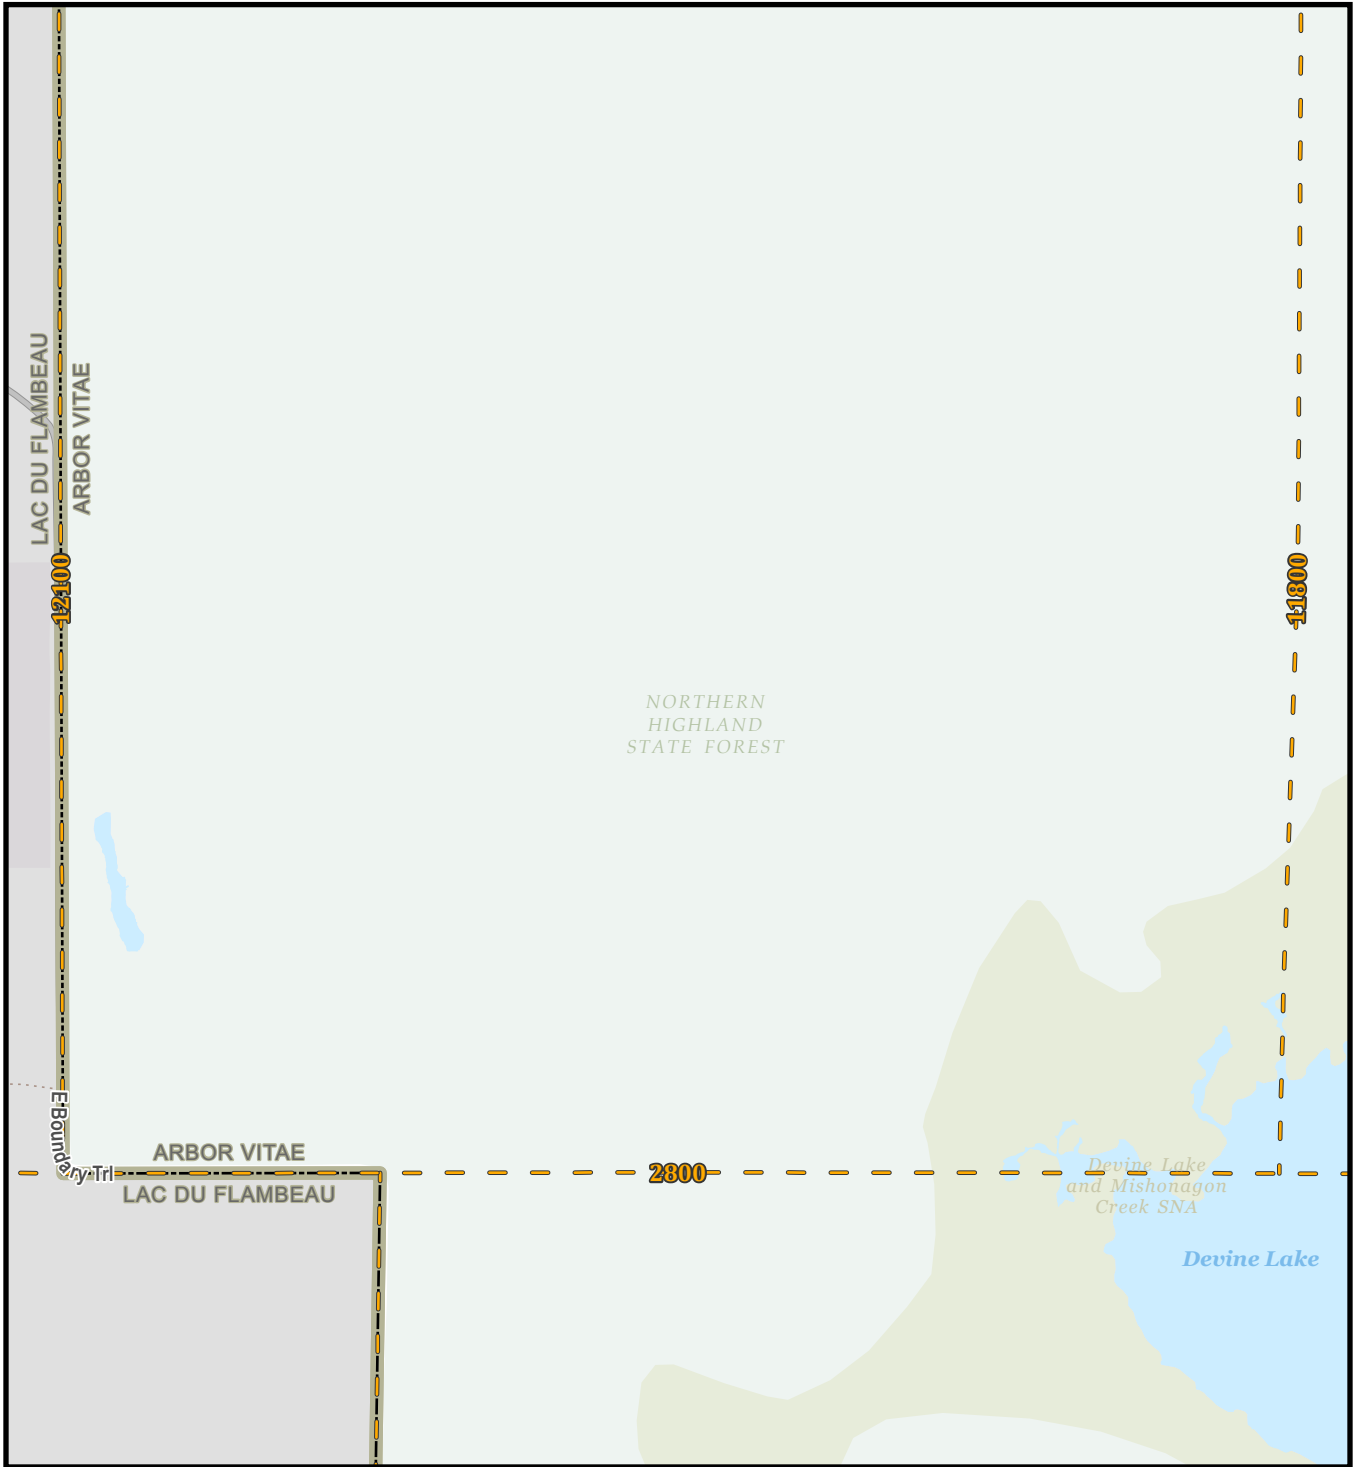 LAC DU FLAMBEAU
ARBOR VITAE
12100
11800
NORTHERN
HIGHLAND
STATE FOREST
E Boundary Trl
ARBOR VITAE
2800
LAC DU FLAMBEAU
Devine Lake
and Mishonagon
Creek SNA
Devine Lake